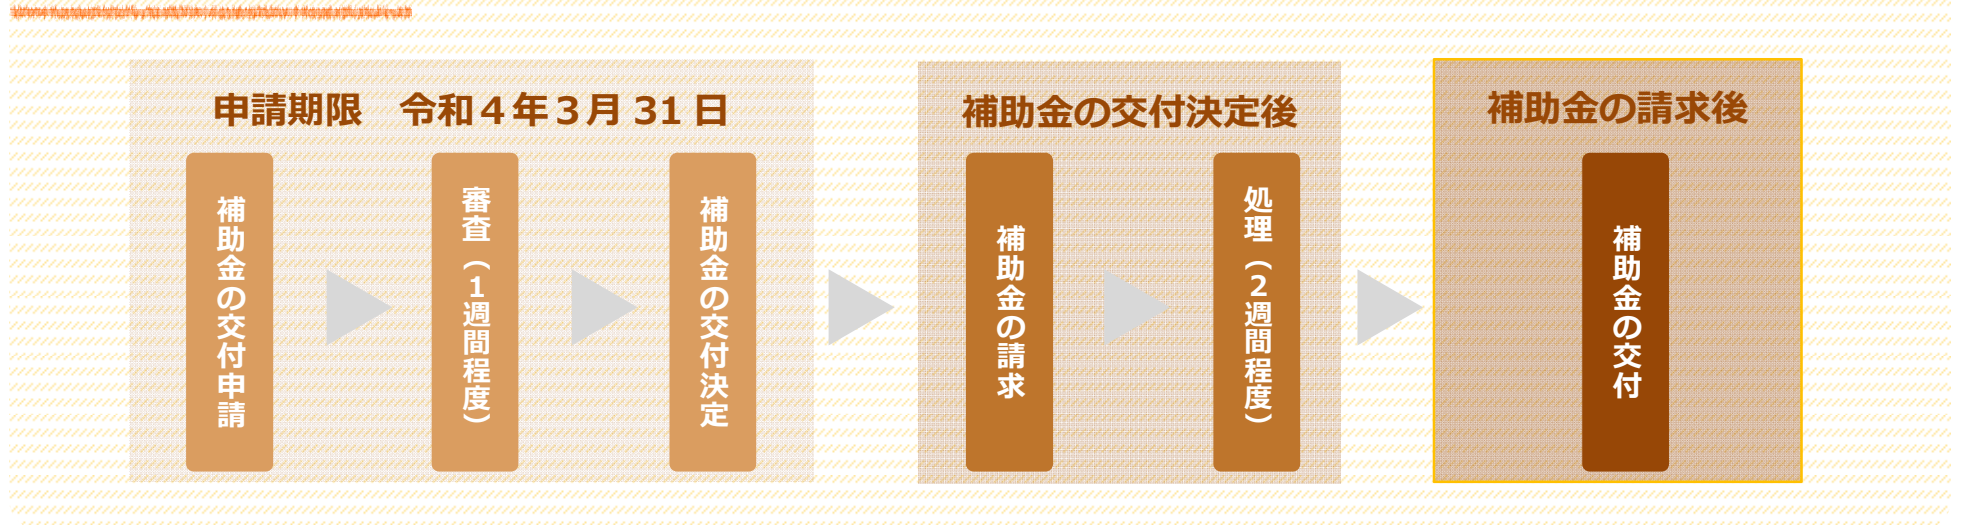 申請期限　令和４年３月 31 日
補助金の交付申請
審査（1週間程度）
補助金の交付決定
補助金の交付決定後
補助金の請求
処理（2週間程度）
補助金の請求後
補助金の交付